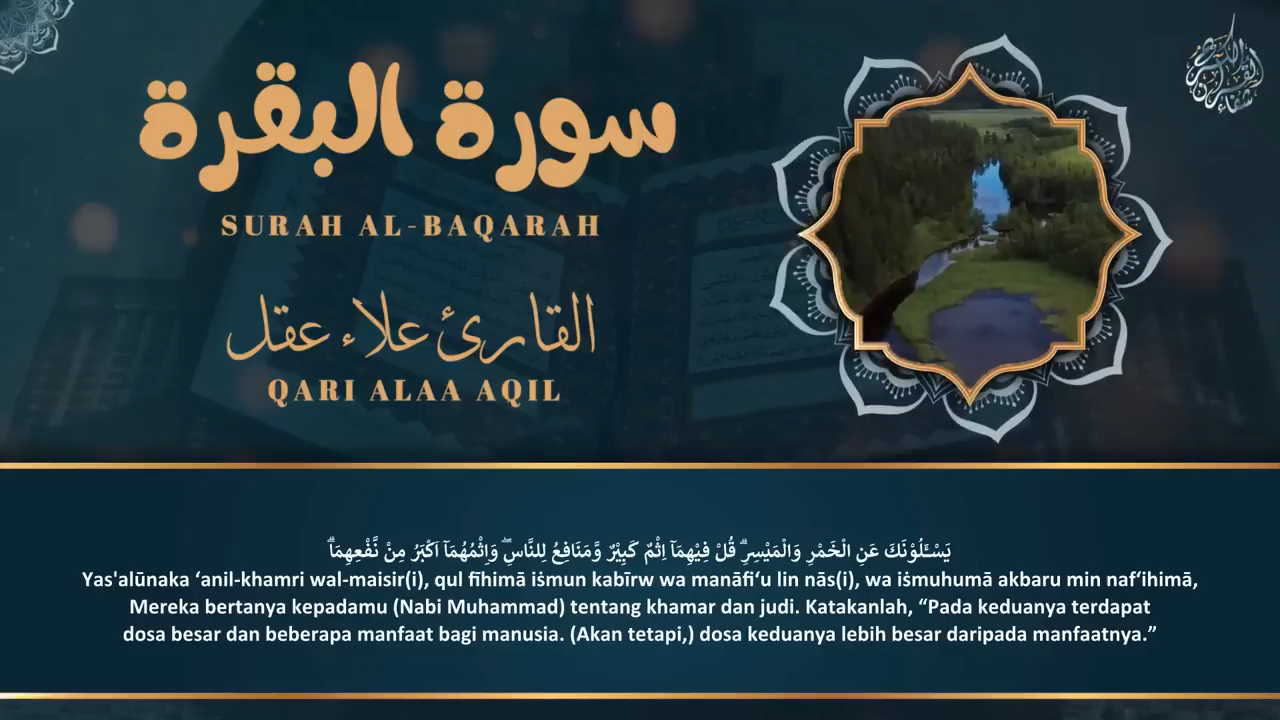 سورة البقرة
SURAH AL-BAQARAH
القارئ علاء عقل
QARI ALAA AQIL
يَسْـَٔلُوْنَكَ عَنِ الْخَمْرِ وَالْمَيْسِرِۗ قُلْ فِيْهِمَآ اِثْمٌ كَبِيْرٌ وَّمَنَافِعُ لِلنَّاسِۖ وَاِثْمُهُمَآ اَكْبَرُ مِنْ نَّفْعِهِمَاۗ
Yas'alūnaka ‘anil-khamri wal-maisir(i), qul fīhimā iṡmun kabīrw wa manāfi‘u lin nās(i), wa iṡmuhumā akbaru min naf‘ihimā,
Mereka bertanya kepadamu (Nabi Muhammad) tentang khamar dan judi. Katakanlah, “Pada keduanya terdapat
dosa besar dan beberapa manfaat bagi manusia. (Akan tetapi,) dosa keduanya lebih besar daripada manfaatnya.”